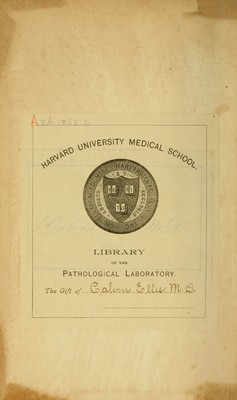 HARVARD UNIVERSITY MEDICAL SCHOOL.
LIBRARY
OF THE
PATHOLOGICAL LABORATORY.
The Gift of Calvin Ellis M.D.